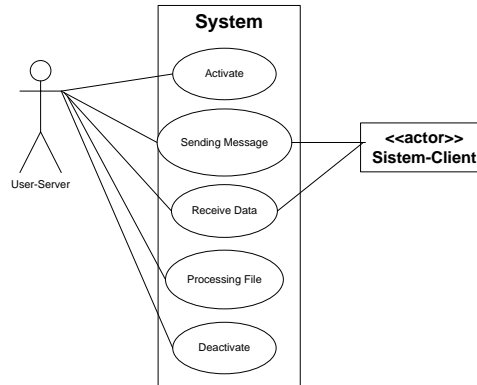 System
Activate
Sending Message
<<actor>>
Sistem-Client
User-Server
Receive Data
Processing File
Deactivate